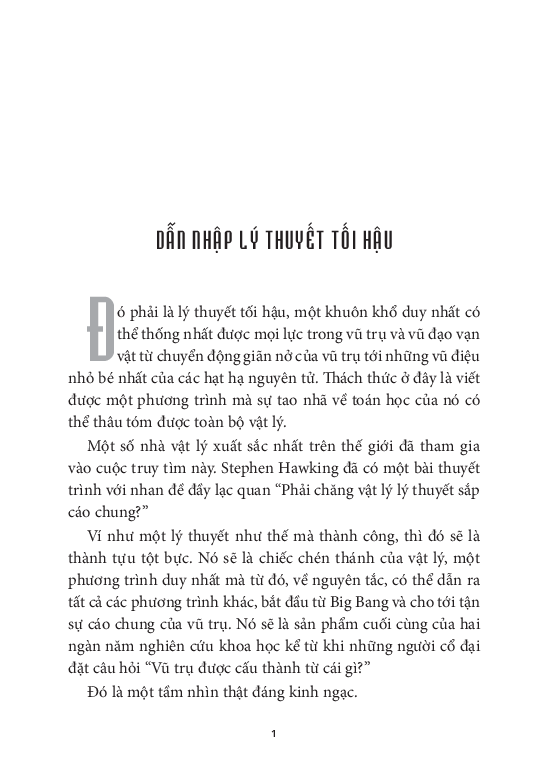 DẪN NHẬP LÝ THUYẾT TỐI HẬU
Đó phải là lý thuyết tối hậu, một khuôn khổ duy nhất có
thể thống nhất được mọi lực trong vũ trụ và vũ đạo vạn
vật từ chuyển động giãn nở của vũ trụ tới những vũ điệu
nhỏ bé nhất của các hạt hạ nguyên tử. Thách thức ở đây là viết
được một phương trình mà sự tao nhã về toán học của nó có
thể thâu tóm được toàn bộ vật lý.
Một số nhà vật lý xuất sắc nhất trên thế giới đã tham gia
vào cuộc truy tìm này. Stephen Hawking đã có một bài thuyết
trình với nhan đề đầy lạc quan “Phải chăng vật lý lý thuyết sắp
cáo chung?”
Ví như một lý thuyết như thế mà thành công, thì đó sẽ là
thành tựu tột bực. Nó sẽ là chiếc chén thánh của vật lý, một
phương trình duy nhất mà từ đó, về nguyên tắc, có thể dẫn ra
tất cả các phương trình khác, bắt đầu từ Big Bang và cho tới tận
sự cáo chung của vũ trụ. Nó sẽ là sản phẩm cuối cùng của hai
ngàn năm nghiên cứu khoa học kể từ khi những người cổ đại
đặt câu hỏi “Vũ trụ được cấu thành từ cái gì?”
Đó là một tầm nhìn thật đáng kinh ngạc.
1